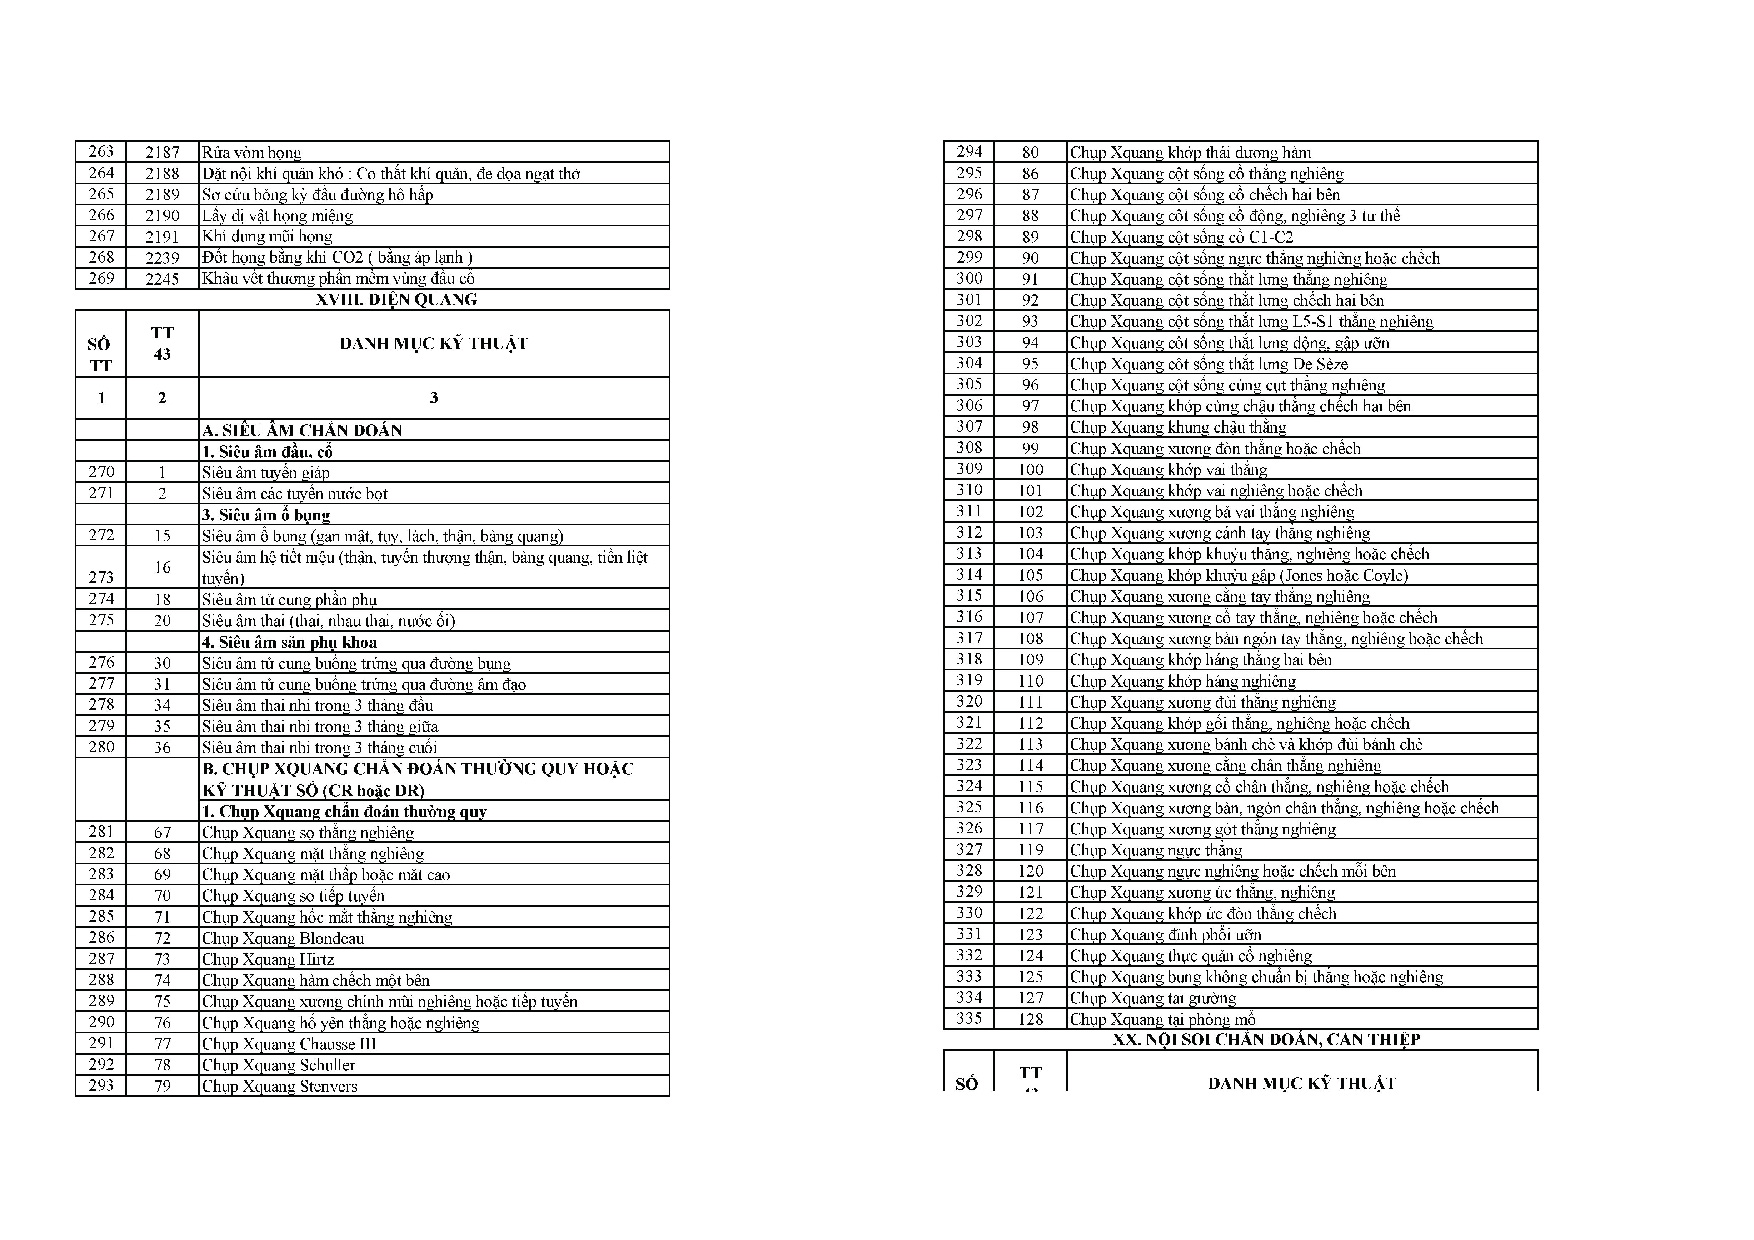 263 2187 Rửa vòm họng
264 2188 Đặt nội khí quản khó : Co thắt khí quản, đe dọa ngạt thở
265 2189 Sơ cứu bỏng kỳ đầu đường hô hấp
266 2190 Lấy dị vật họng miệng
267 2191 Khí dung mũi họng
268 2239 Đốt họng bằng khí CO2 ( bằng áp lạnh )
269 2245 Khâu vết thương phần mềm vùng đầu cổ
XVIII. ĐIỆN QUANG
SỐ TT
TT 43
DANH MỤC KỸ THUẬT
1 2 3
A. SIÊU ÂM CHẨN ĐOÁN
1. Siêu âm đầu, cổ
270 1 Siêu âm tuyến giáp
271 2 Siêu âm các tuyến nước bọt
3. Siêu âm ổ bụng
272 15 Siêu âm ổ bụng (gan mật, tụy, lách, thận, bàng quang)
273 16 Siêu âm hệ tiết niệu (thận, tuyến thượng thận, bàng quang, tiền liệt
tuyến)
274 18 Siêu âm tử cung phần phụ
275 20 Siêu âm thai (thai, nhau thai, nước ối)
4. Siêu âm sản phụ khoa
276 30 Siêu âm tử cung buồng trứng qua đường bụng
277 31 Siêu âm tử cung buồng trứng qua đường âm đạo
278 34 Siêu âm thai nhi trong 3 tháng đầu
279 35 Siêu âm thai nhi trong 3 tháng giữa
280 36 Siêu âm thai nhi trong 3 tháng cuối
B. CHỤP XQUANG CHẨN ĐOÁN THƯỜNG QUY HOẶC
KỸ THUẬT SỐ (CR hoặc DR)
1. Chụp Xquang chẩn đoán thường quy
281 67 Chụp Xquang sọ thẳng nghiêng
282 68 Chụp Xquang mặt thẳng nghiêng
283 69 Chụp Xquang mặt thấp hoặc mặt cao
284 70 Chụp Xquang sọ tiếp tuyến
285 71 Chụp Xquang hốc mắt thẳng nghiêng
286 72 Chụp Xquang Blondeau
287 73 Chụp Xquang Hirtz
288 74 Chụp Xquang hàm chếch một bên
289 75 Chụp Xquang xương chính mũi nghiêng hoặc tiếp tuyến
290 76 Chụp Xquang hố yên thẳng hoặc nghiêng
291 77 Chụp Xquang Chausse III
292 78 Chụp Xquang Schuller
293 79 Chụp Xquang Stenvers
294 80 Chụp Xquang khớp thái dương hàm
295 86 Chụp Xquang cột sống cổ thẳng nghiêng
296 87 Chụp Xquang cột sống cổ chếch hai bên
297 88 Chụp Xquang cột sống cổ động, nghiêng 3 tư thế
298 89 Chụp Xquang cột sống cổ C1-C2
299 90 Chụp Xquang cột sống ngực thẳng nghiêng hoặc chếch
300 91 Chụp Xquang cột sống thắt lưng thẳng nghiêng
301 92 Chụp Xquang cột sống thắt lưng chếch hai bên
302 93 Chụp Xquang cột sống thắt lưng L5-S1 thẳng nghiêng
303 94 Chụp Xquang cột sống thắt lưng động, gập ưỡn
304 95 Chụp Xquang cột sống thắt lưng De Sèze
305 96 Chụp Xquang cột sống cùng cụt thẳng nghiêng
306 97 Chụp Xquang khớp cùng chậu thẳng chếch hai bên
307 98 Chụp Xquang khung chậu thẳng
308 99 Chụp Xquang xương đòn thẳng hoặc chếch
309 100 Chụp Xquang khớp vai thẳng
310 101 Chụp Xquang khớp vai nghiêng hoặc chếch
311 102 Chụp Xquang xương bả vai thẳng nghiêng
312 103 Chụp Xquang xương cánh tay thẳng nghiêng
313 104 Chụp Xquang khớp khuỷu thẳng, nghiêng hoặc chếch
314 105 Chụp Xquang khớp khuỷu gập (Jones hoặc Coyle)
315 106 Chụp Xquang xương cẳng tay thẳng nghiêng
316 107 Chụp Xquang xương cổ tay thẳng, nghiêng hoặc chếch
317 108 Chụp Xquang xương bàn ngón tay thẳng, nghiêng hoặc chếch
318 109 Chụp Xquang khớp háng thẳng hai bên
319 110 Chụp Xquang khớp háng nghiêng
320 111 Chụp Xquang xương đùi thẳng nghiêng
321 112 Chụp Xquang khớp gối thẳng, nghiêng hoặc chếch
322 113 Chụp Xquang xương bánh chè và khớp đùi bánh chè
323 114 Chụp Xquang xương cẳng chân thẳng nghiêng
324 115 Chụp Xquang xương cổ chân thẳng, nghiêng hoặc chếch
325 116 Chụp Xquang xương bàn, ngón chân thẳng, nghiêng hoặc chếch
326 117 Chụp Xquang xương gót thẳng nghiêng
327 119 Chụp Xquang ngực thẳng
328 120 Chụp Xquang ngực nghiêng hoặc chếch mỗi bên
329 121 Chụp Xquang xương ức thẳng, nghiêng
330 122 Chụp Xquang khớp ức đòn thẳng chếch
331 123 Chụp Xquang đỉnh phổi ưỡn
332 124 Chụp Xquang thực quản cổ nghiêng
333 125 Chụp Xquang bụng không chuẩn bị thẳng hoặc nghiêng
334 127 Chụp Xquang tại giường
335 128 Chụp Xquang tại phòng mổ
XX. NỘI SOI CHẨN ĐOÁN, CAN THIỆP
SỐ
TT
DANH MỤC KỸ THUẬT